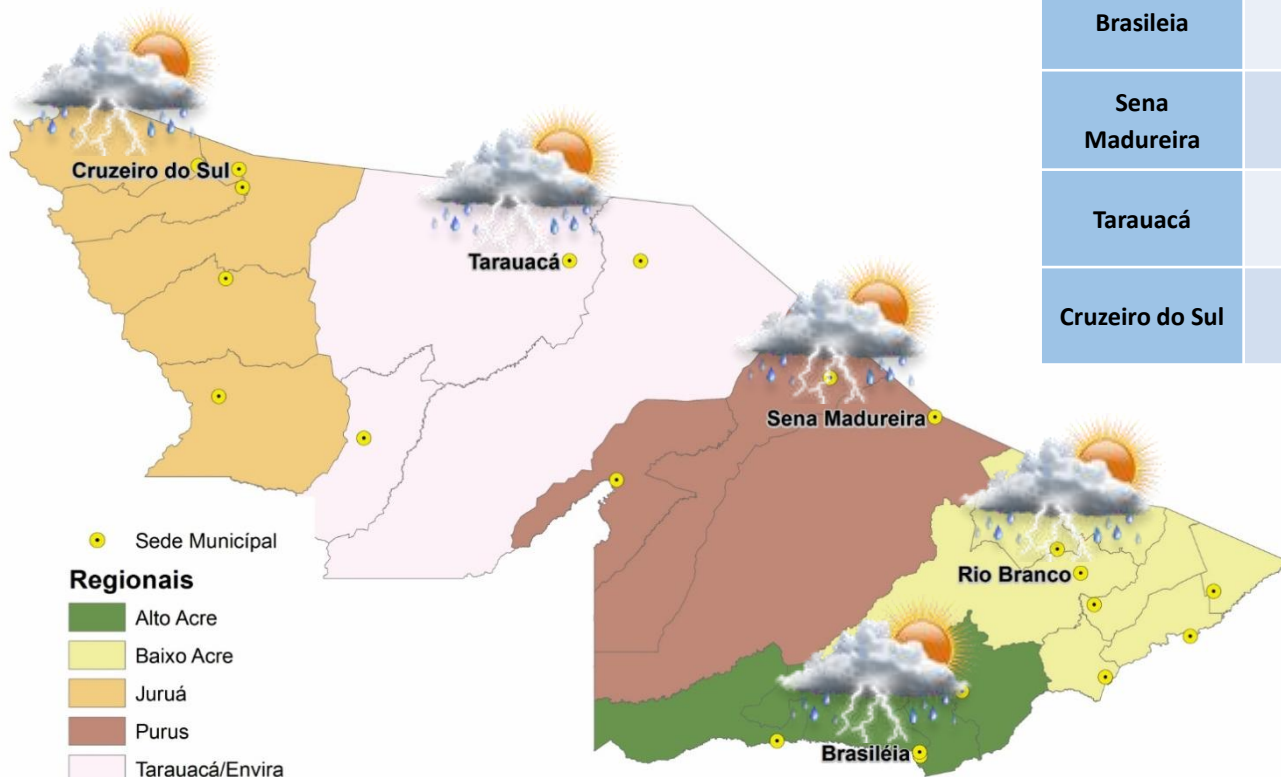 Brasileia
Sena
Madureira
Tarauacá
Cruzeiro do Sul
Cruzeiro do Sul
Tarauacá
Sena Madureira
Rio Branco
Brasiléia
Sede Municípal
Regionais
Alto Acre
Baixo Acre
Juruá
Purus
Tarauacá/Envira